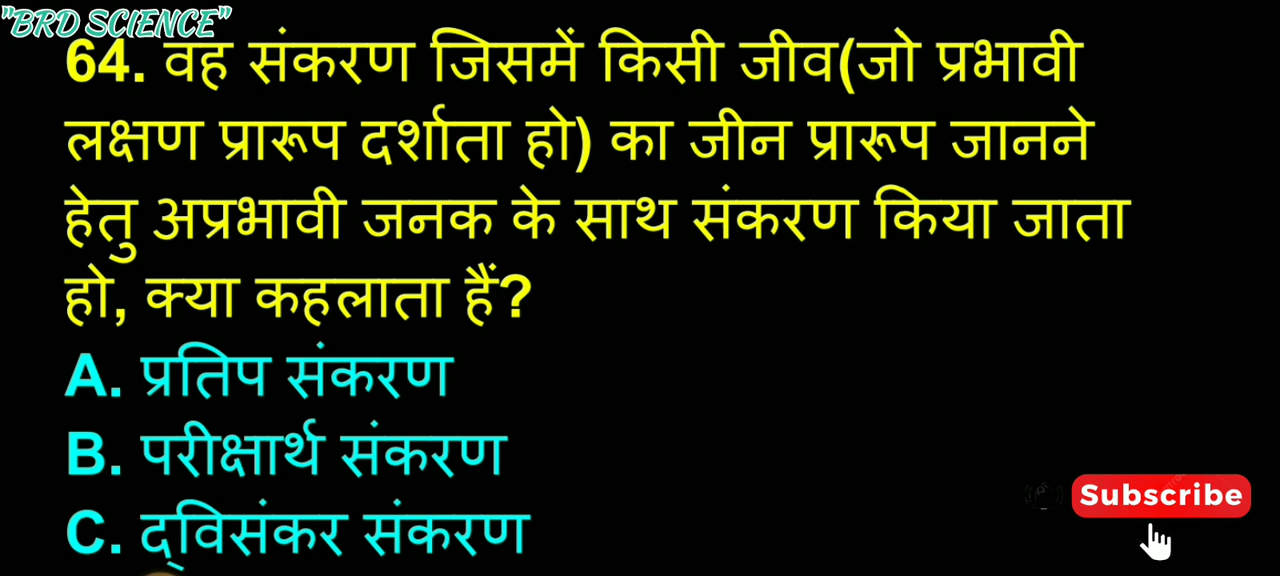 "BRD SCIENCE"
64. वह संकरण जिसमें किसी जीव(जो प्रभावी
लक्षण प्रारूप दर्शाता हो) का जीन प्रारूप जानने
हेतु अप्रभावी जनक के साथ संकरण किया जाता
हो, क्या कहलाता हैं?
A. प्रतिप संकरण
B. परीक्षार्थ संकरण
C. द्विसंकर संकरण
Subscribe